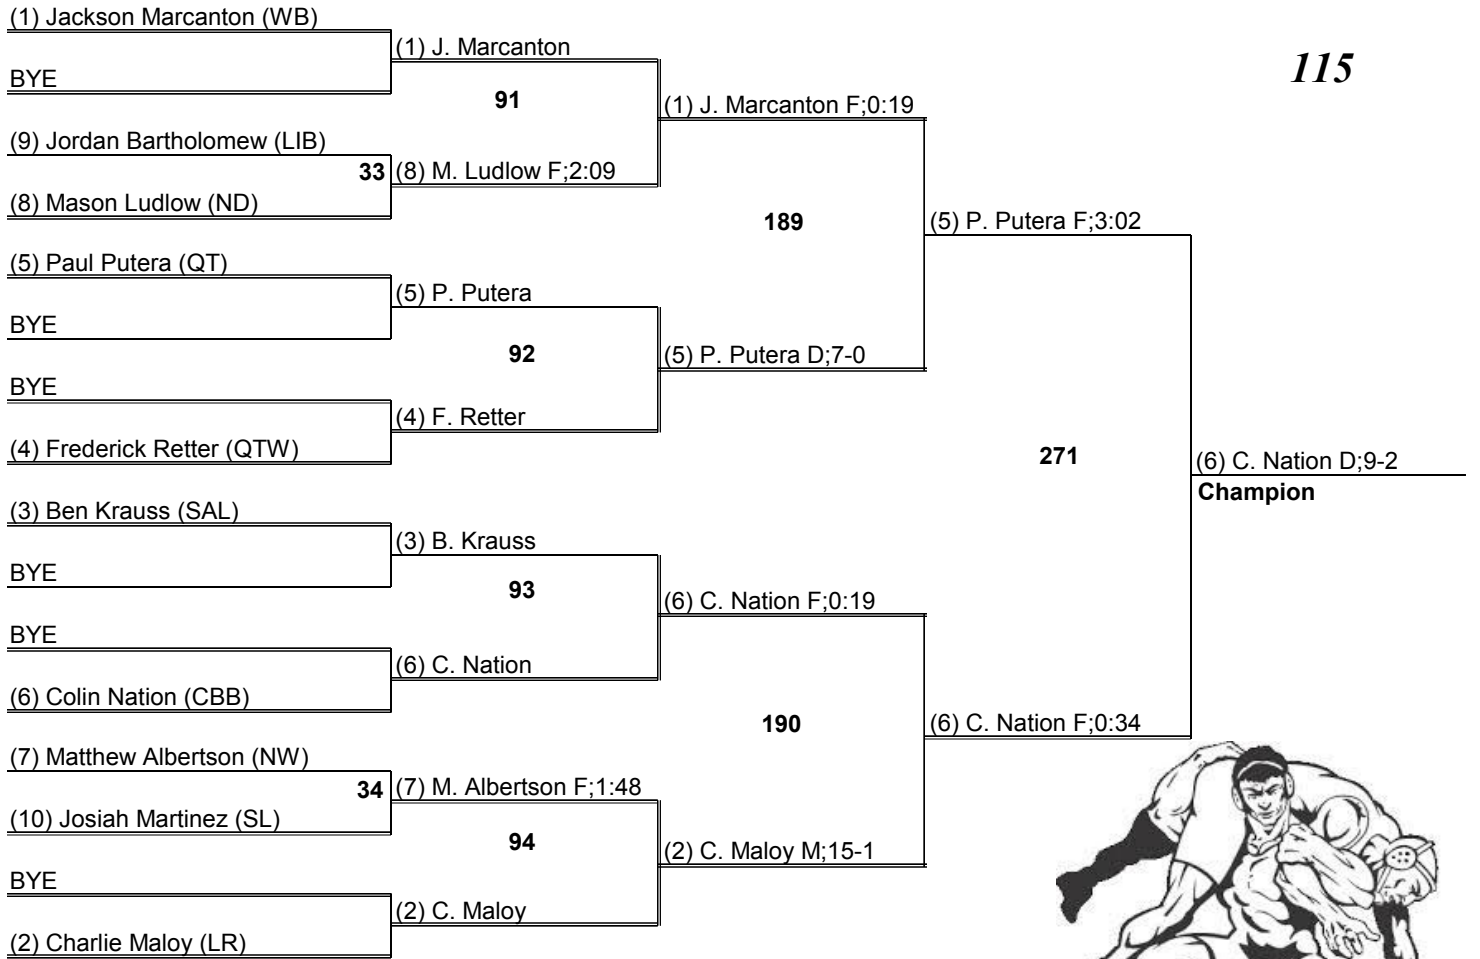 (1) Jackson Marcanton (WB)
BYE
(9) Jordan Bartholomew (LIB)
33
(8) Mason Ludlow (ND)
(5) Paul Putera (QT)
BYE
BYE
(4) Frederick Retter (QTW)
(3) Ben Krauss (SAL)
BYE
BYE
(6) Colin Nation (CBB)
(7) Matthew Albertson (NW)
34
(10) Josiah Martinez (SL)
BYE
(2) Charlie Maloy (LR)
(1) J. Marcanton
91
(8) M. Ludlow F;2:09
(5) P. Putera
92
(4) F. Retter
(3) B. Krauss
93
(6) C. Nation
(7) M. Albertson F;1:48
94
(2) C. Maloy
(1) J. Marcanton F;0:19
189
(5) P. Putera D;7-0
(6) C. Nation F;0:19
190
(2) C. Maloy M;15-1
(5) P. Putera F;3:02
271
(6) C. Nation F;0:34
115
(6) C. Nation D;9-2
Champion